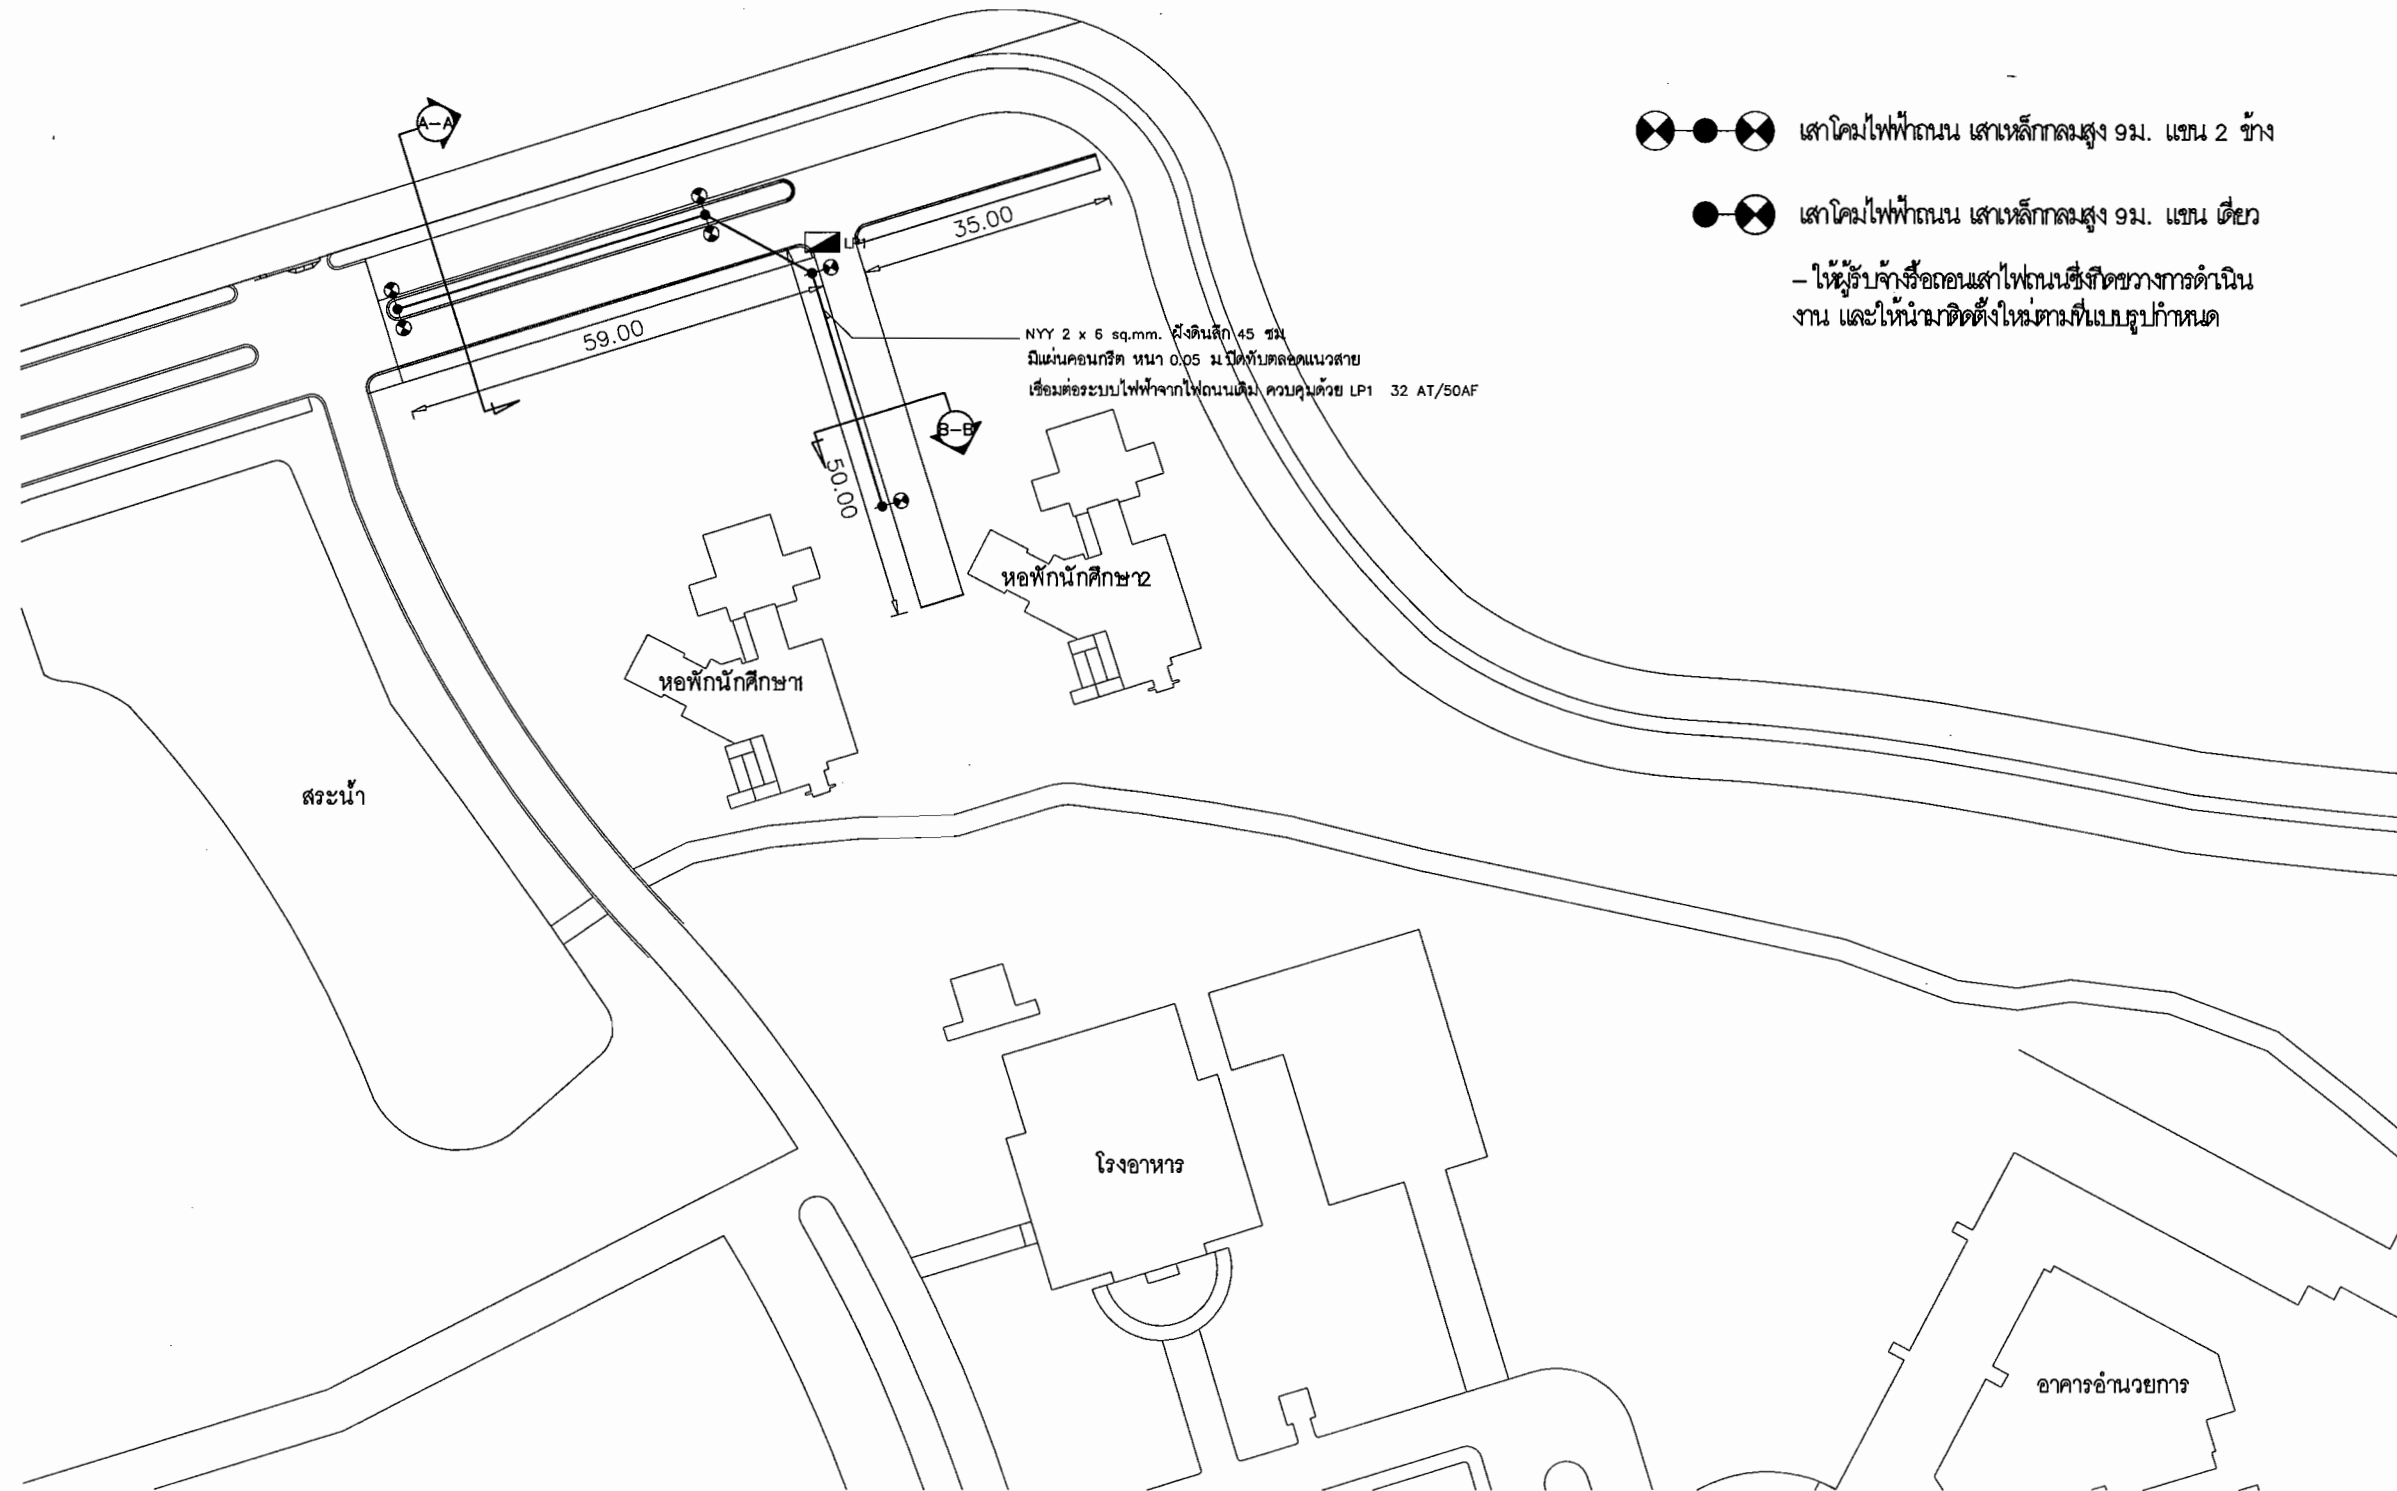 A-A
เสาโคมไฟฟ้าถนน เสาเหล็กกลมสูง 9ม. แขน 2 ข้าง
เสาโคมไฟฟ้าถนน เสาเหล็กกลมสูง 9ม. แขน เดี่ยว
– ให้ผู้รับจ้างรื้อถอนเสาไฟถนนซึ่งกีดขวางการดำเนิน
งาน และให้นำมาติดตั้งใหม่ตามที่แบบรูปกำหนด
35.00
LP1
59.00
NYY 2 x 6 sq.mm. ฝังดินลึก 45 ซม
มีแผ่นคอนกรีต หนา 0.05 ม ปิดทับตลอดแนวสาย
เชื่อมต่อระบบไฟฟ้าจากไฟถนนเดิม ควบคุมด้วย LP1 32 AT/50AF
B-B
50.00
หอพักนักศึกษา2
หอพักนักศึกษา1
สระน้ำ
โรงอาหาร
อาคารอำนวยการ